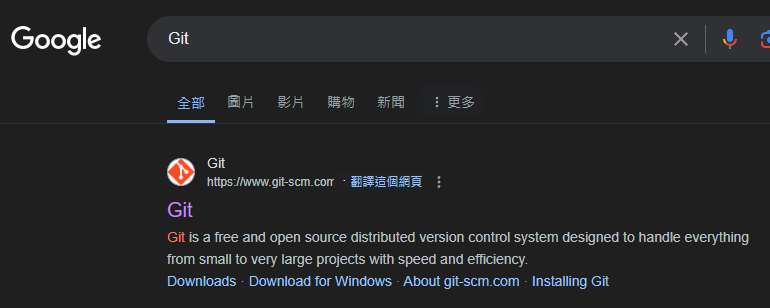 Google
Git
全部 圖片 影片 購物 新聞 ⋮ 更多
Git
https://www.git-scm.com · 翻譯這個網頁
Git
Git is a free and open source distributed version control system designed to handle everything
from small to very large projects with speed and efficiency.
Downloads · Download for Windows · About git-scm.com · Installing Git